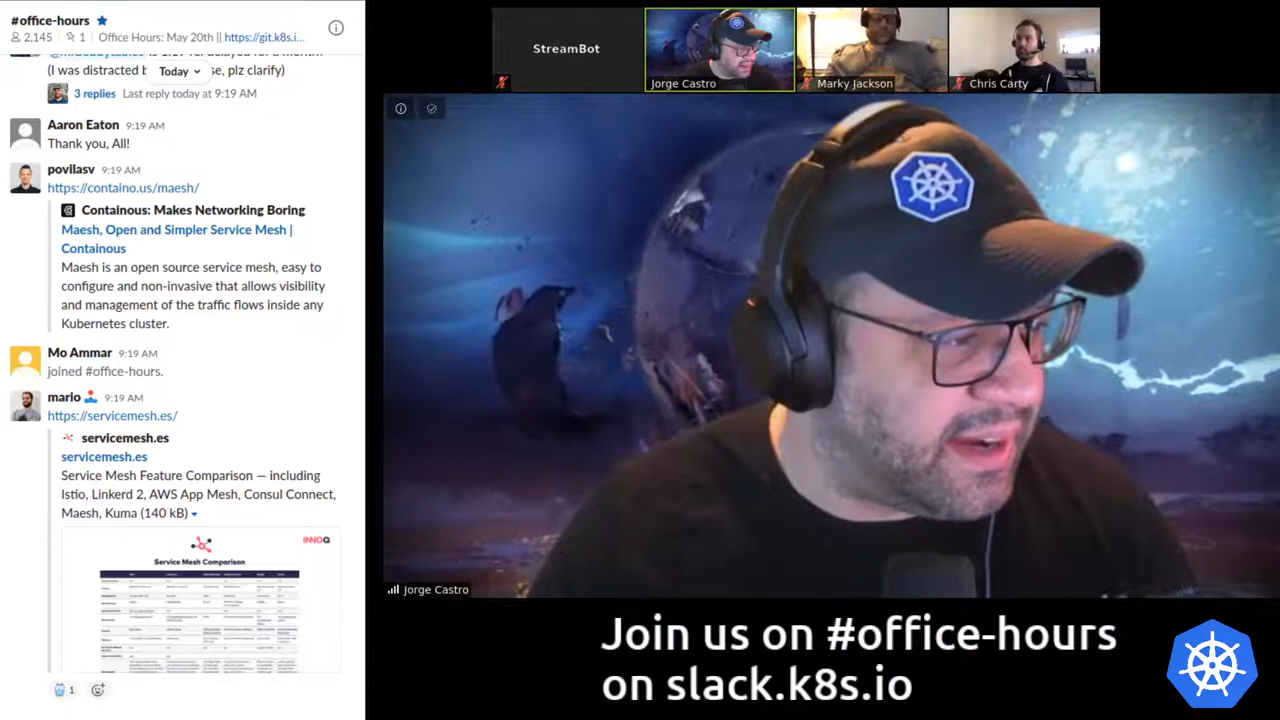 #office-hours
2,145
1
Office Hours: May 20th || https://git.k8s.i...
(I was distracted
se, plz clarify)
Today
3 replies Last reply today at 9:19 AM
Aaron Eaton 9:19 AM
Thank you, All!
povilasv 9:19 AM
https://containo.us/maesh/
Containous: Makes Networking Boring
Maesh, Open and Simpler Service Mesh |
Containous
Maesh is an open source service mesh, easy to
configure and non-invasive that allows visibility
and management of the traffic flows inside any
Kubernetes cluster.
Mo Ammar 9:19 AM
joined #office-hours.
mario 9:19 AM
https://servicemesh.es/
servicemesh.es
servicemesh.es
Service Mesh Feature Comparison — including
Istio, Linkerd 2, AWS App Mesh, Consul Connect,
Maesh, Kuma (140 kB)
INNOQ
Service Mesh Comparison
1
StreamBot
Jorge Castro
Marky Jackson
Chris Carty
Jorge Castro
Join us on #office-hours
on slack.k8s.io